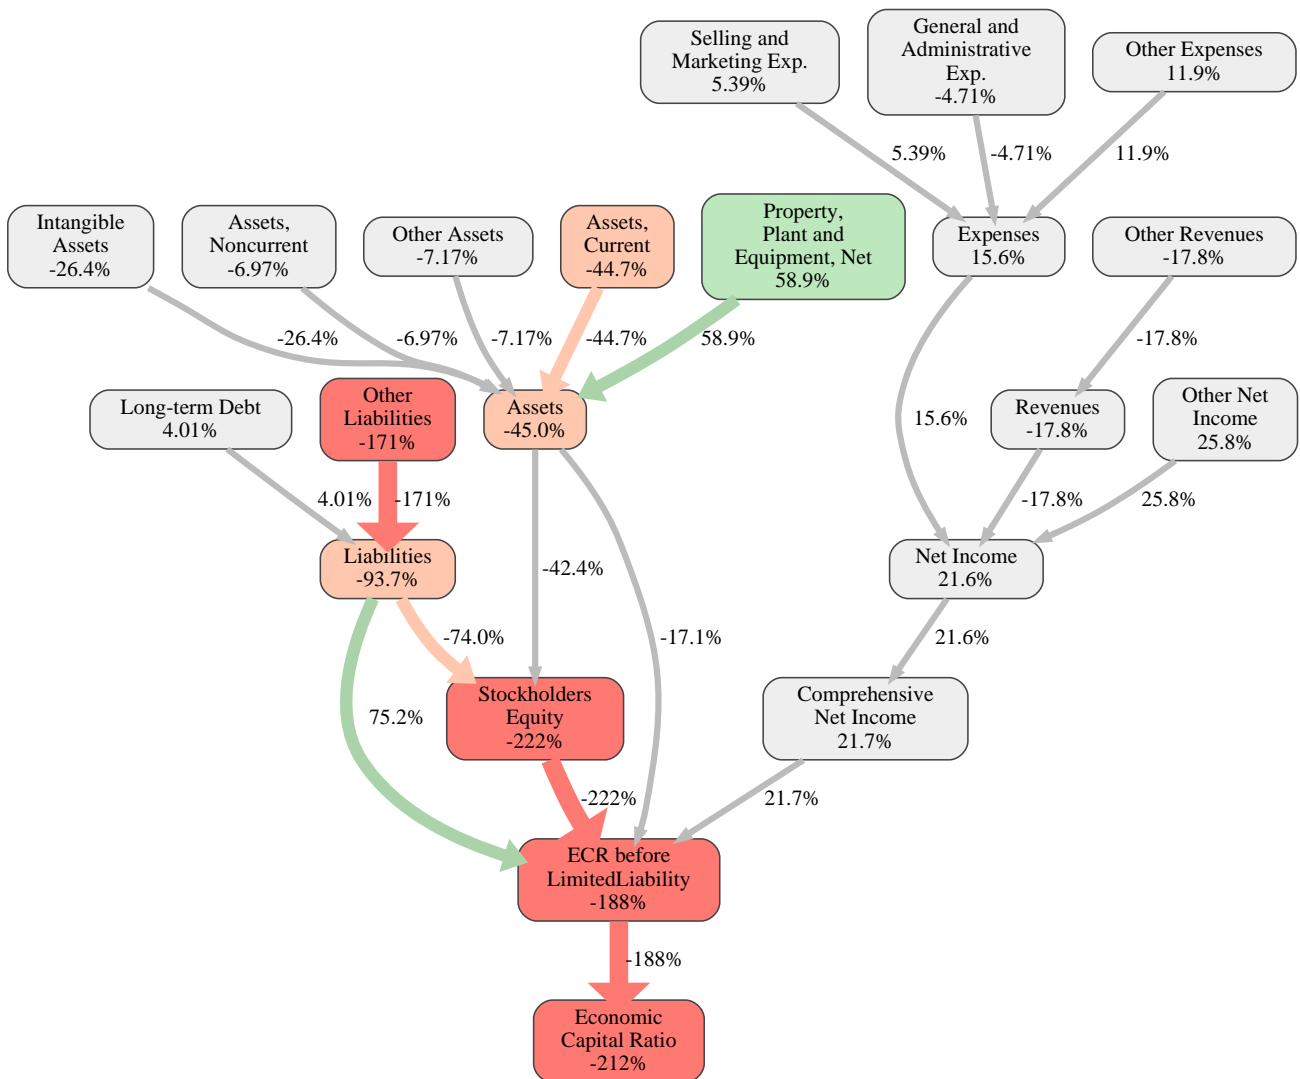 Selling and
Marketing Exp.
5.39%
General and
Administrative
Exp.
-4.71%
Other Expenses
11.9%
5.39%
-4.71%
11.9%
Intangible
Assets
-26.4%
Assets,
Noncurrent
-6.97%
Other Assets
-7.17%
Assets,
Current
-44.7%
Property,
Plant and
Equipment, Net
58.9%
Expenses
15.6%
Other Revenues
-17.8%
-26.4%
-6.97%
-7.17%
-44.7%
58.9%
-17.8%
Long-term Debt
4.01%
Other
Liabilities
-171%
Assets
-45.0%
15.6%
Revenues
-17.8%
Other Net
Income
25.8%
4.01%
-171%
-17.8%
25.8%
Liabilities
-93.7%
-42.4%
Net Income
21.6%
-74.0%
-17.1%
21.6%
75.2%
Stockholders
Equity
-222%
Comprehensive
Net Income
21.7%
-222%
21.7%
ECR before
LimitedLiability
-188%
-188%
Economic
Capital Ratio
-212%